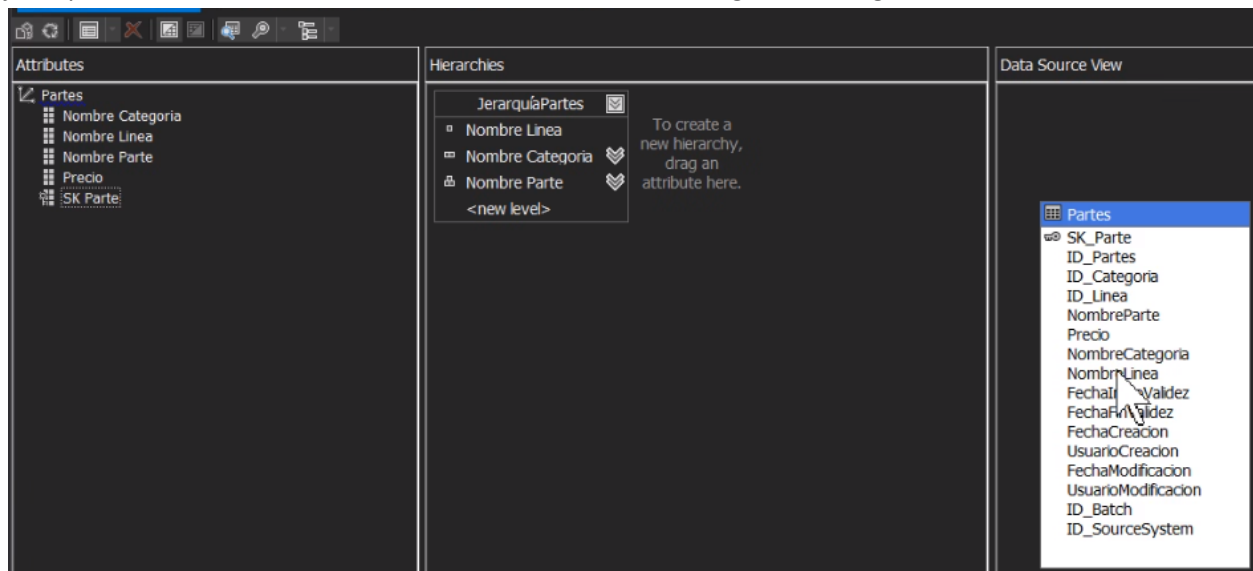 Attributes
Partes
Nombre Categoria
Nombre Linea
Nombre Parte
Precio
SK Parte
Hierarchies
JerarquíaPartes
Nombre Linea
Nombre Categoria
Nombre Parte
<new level>
To create a
new hierarchy,
drag an
attribute here.
Data Source View
Partes
SK_Parte
ID_Partes
ID_Categoria
ID_Linea
NombreParte
Precio
NombreCategoria
NombreLinea
FechaCreacion
UsuarioCreacion
FechaModificacion
UsuarioModificacion
ID_Batch
ID_SourceSystem